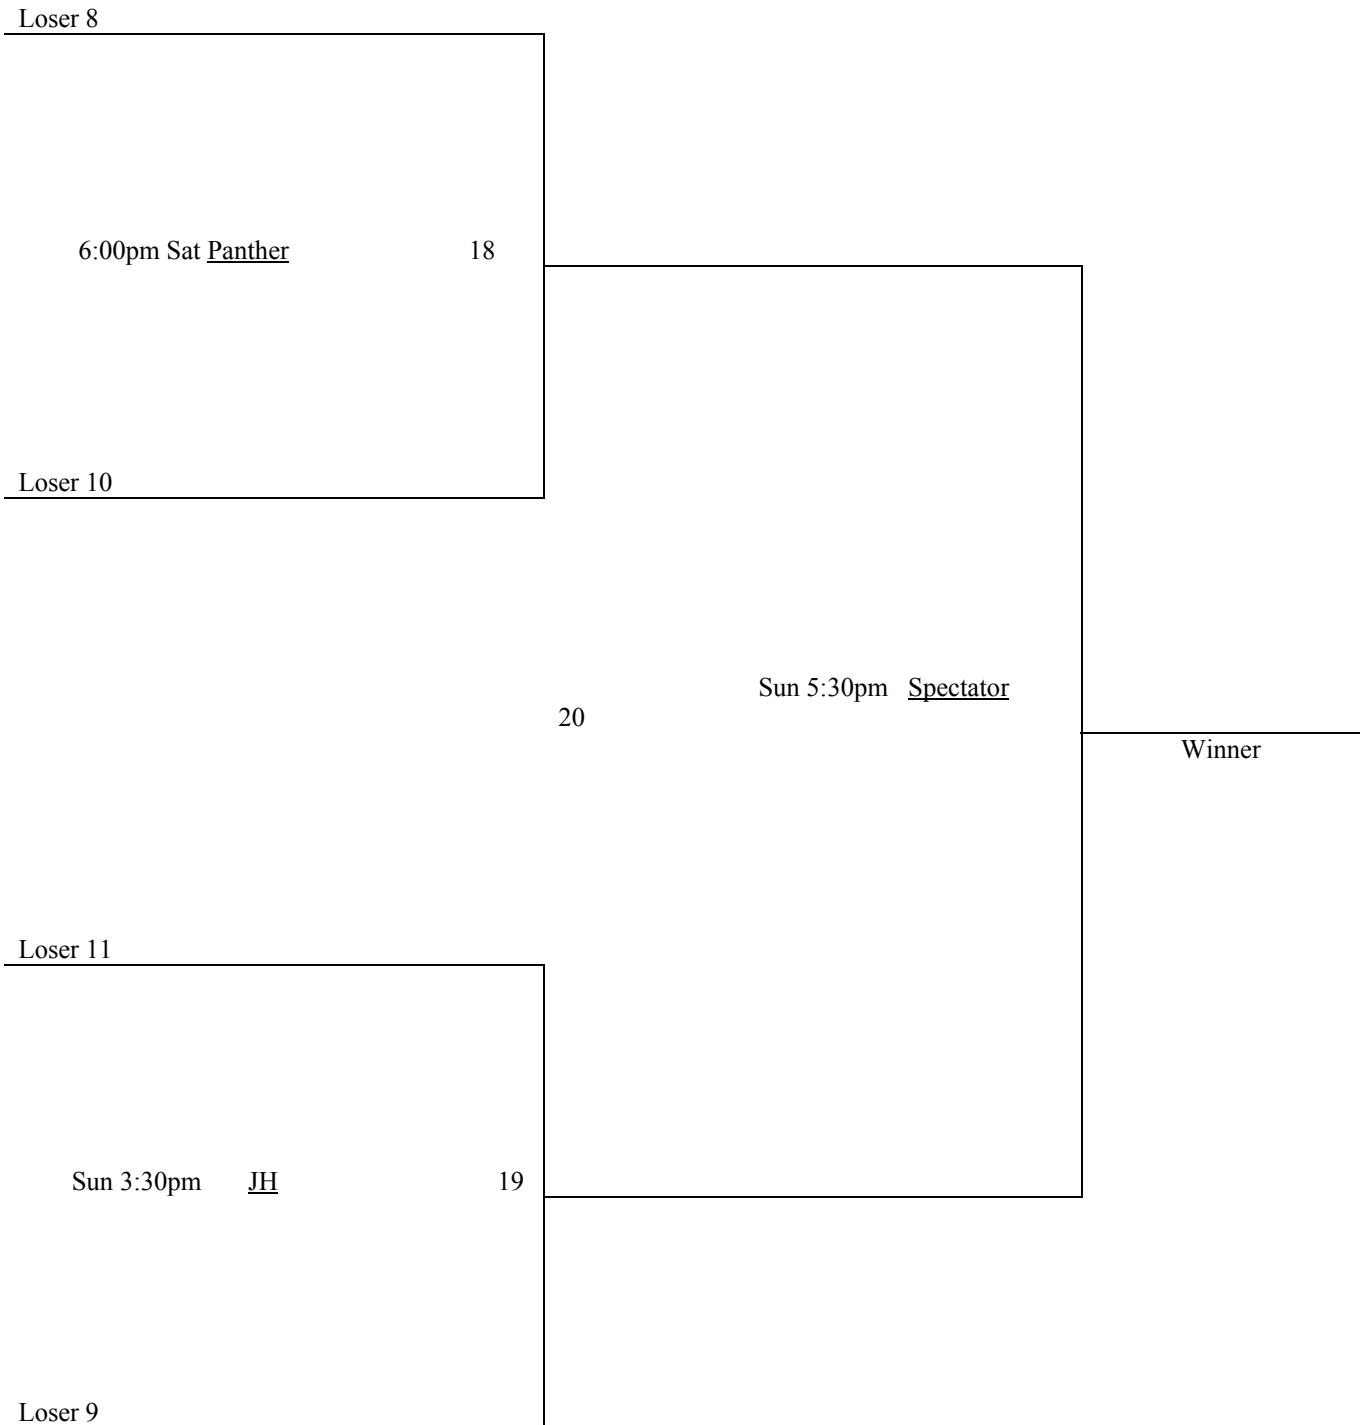 Loser 8
6:00pm Sat Panther 18
Loser 10
Sun 5:30pm Spectator
20
Winner
Loser 11
Sun 3:30pm JH 19
Loser 9